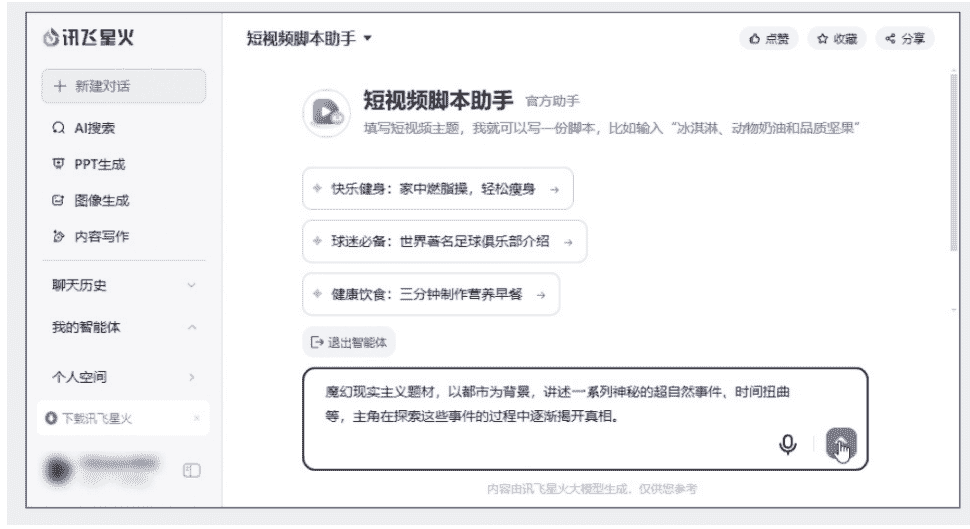 讯飞星火
短视频脚本助手
点赞
收藏
分享
新建对话
AI搜索
PPT生成
图像生成
内容写作
聊天历史
我的智能体
个人空间
下载讯飞星火
短视频脚本助手 官方助手
填写短视频主题，我就可以写一份脚本，比如输入“冰淇淋、动物奶油和品质坚果”
快乐健身：家中燃脂操，轻松瘦身
球迷必备：世界著名足球俱乐部介绍
健康饮食：三分钟制作营养早餐
退出智能体
魔幻现实主义题材，以都市为背景，讲述一系列神秘的超自然事件、时间扭曲
等，主角在探索这些事件的过程中逐渐揭开真相。
内容由讯飞星火大模型生成，仅供您参考